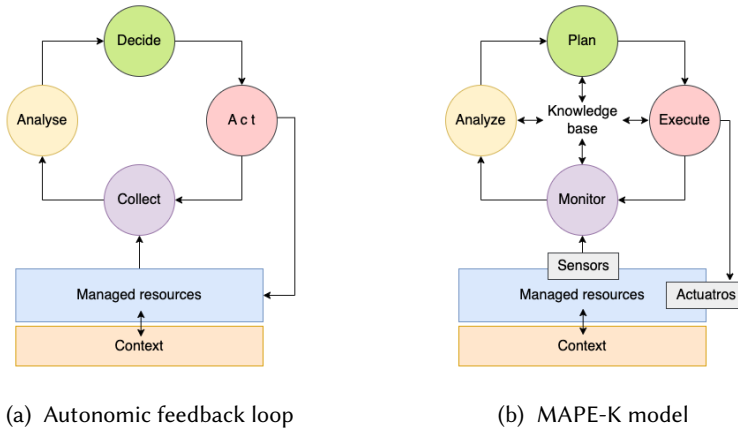 Decide
Analyse
A c t
Collect
Managed resources
Context
(a) Autonomic feedback loop
Plan
Analyze
Knowledge
base
Execute
Monitor
Sensors
Managed resources
Actuatros
Context
(b) MAPE-K model